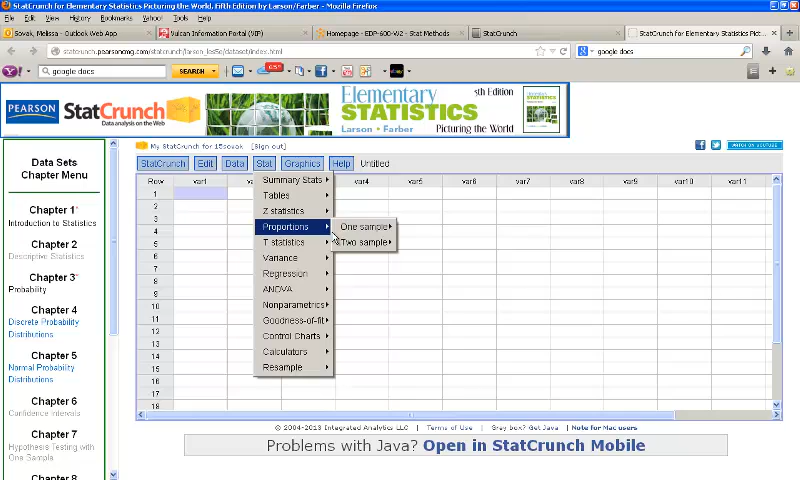 StatCrunch for Elementary Statistics Picturing the World, Fifth Edition by Larson/Farber - Mozilla Firefox
File Edit View History Bookmarks Yahoo! Tools Help
Sovak, Melissa - Outlook Web App
Vulcan Information Portal (VIP)
Homepage - EDP-600-W2 - Stat Methods
StatCrunch
StatCrunch for Elementary Statistics Pict...
statcrunch.pearsoncmg.com/statcrunch/larson_les5e/dataset/index.html
google docs
google docs
SEARCH
PEARSON
StatCrunch
Data analysis on the Web
Elementary
STATISTICS
5th Edition
Larson • Farber
Picturing the World
My StatCrunch for 15sovak [Sign out]
WATCH ON YOUTUBE
Data Sets
Chapter Menu
Chapter 1*
Introduction to Statistics
Chapter 2
Descriptive Statistics
Chapter 3*
Probability
Chapter 4
Discrete Probability
Distributions
Chapter 5
Normal Probability
Distributions
Chapter 6
Confidence Intervals
Chapter 7
Hypothesis Testing with
One Sample
Chapter 8
StatCrunch Edit Data Stat Graphics Help Untitled
Row var1 var4 var5 var6 var7 var8 var9 var10 var11
1
2
3
4
5
6
7
8
9
10
11
12
13
14
15
16
17
18
Summary Stats
Tables
Z statistics
Proportions
T statistics
Variance
Regression
ANOVA
Nonparametrics
Goodness-of-fit
Control Charts
Calculators
Resample
One sample
Two sample
© 2004-2013 Integrated Analytics LLC | Terms of Use | Gray box? Get Java | Note for Mac users
Problems with Java? Open in StatCrunch Mobile